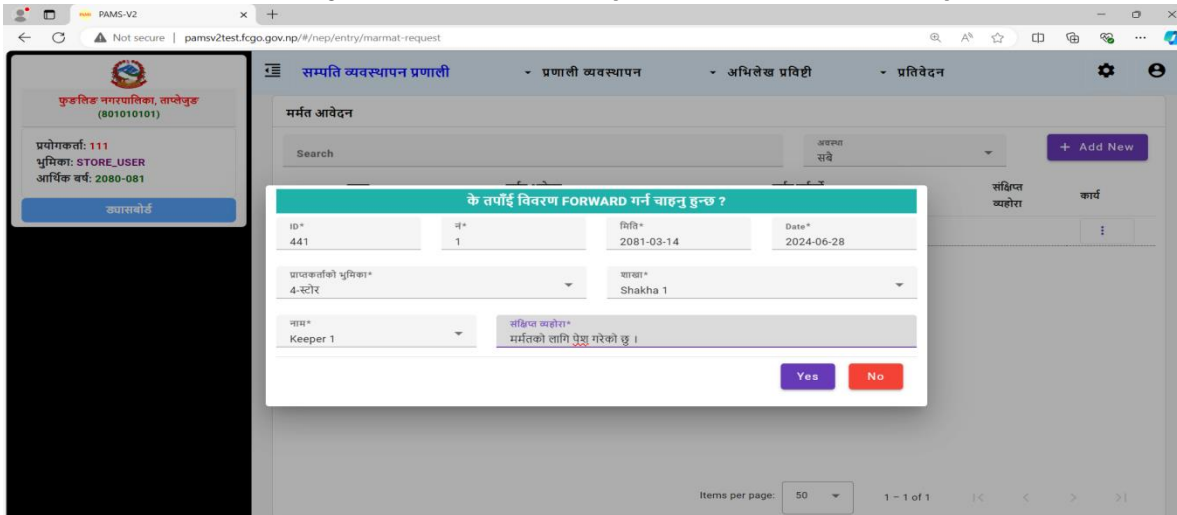 PAMS-V2
Not secure | pamsv2test.fcgo.gov.np/#/nep/entry/marmat-request
फुङलिङ नगरपालिका, ताप्लेजुङ
(801010101)
प्रयोगकर्ता: 111
भुमिका: STORE_USER
आर्थिक बर्ष: 2080-081
ड्यासबोर्ड
सम्पति व्यवस्थापन प्रणाली
प्रणाली व्यवस्थापन
अभिलेख प्रविष्टी
प्रतिवेदन
मर्मत आवेदन
Search
अवस्था
सबै
+ Add New
संक्षिप्त
व्यहोरा
कार्य
के तपाँई विवरण FORWARD गर्न चाहनु हुन्छ ?
ID*
441
नं*
1
मिति*
2081-03-14
Date*
2024-06-28
प्राप्तकर्ताको भुमिका*
4-स्टोर
शाखा*
Shakha 1
नाम*
Keeper 1
संक्षिप्त व्यहोरा*
मर्मतको लागि पेश गरेको छु ।
Yes
No
Items per page:
50
1 – 1 of 1